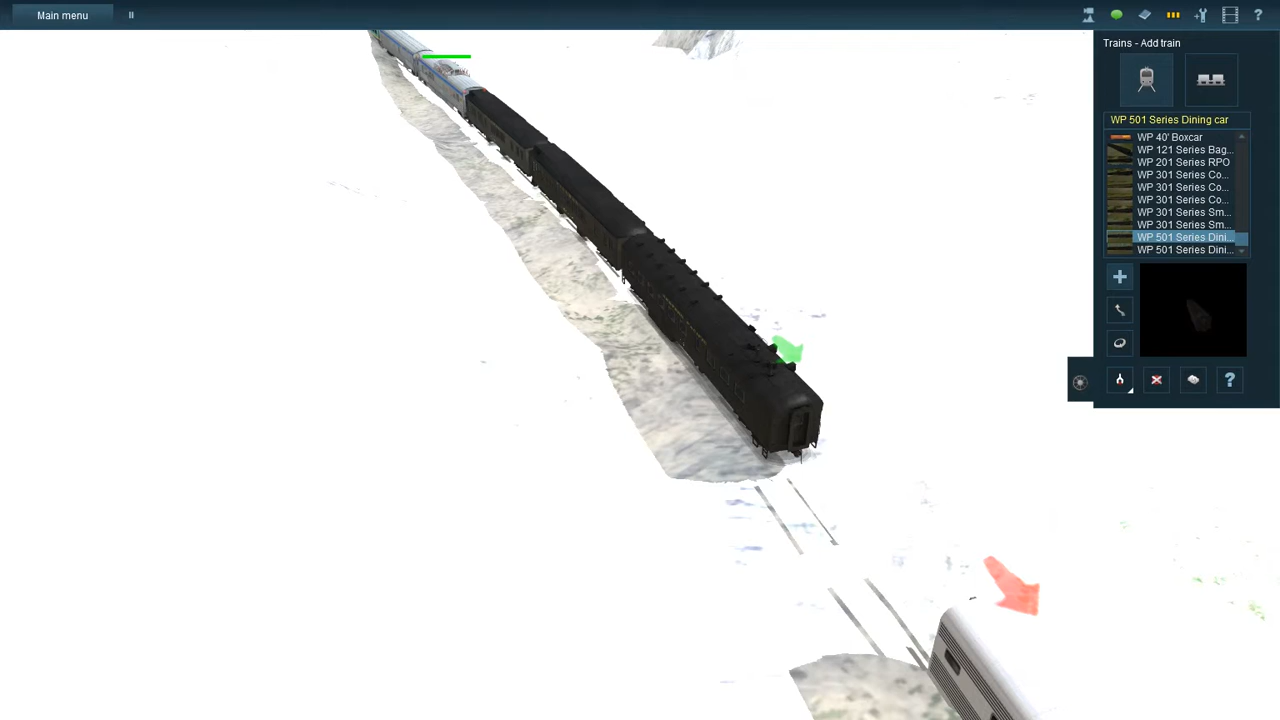 Main menu
Trains - Add train
WP 501 Series Dining car
WP 40' Boxcar
WP 121 Series Bag...
WP 201 Series RPO
WP 301 Series Co...
WP 301 Series Co...
WP 301 Series Co...
WP 301 Series Sm...
WP 301 Series Sm...
WP 501 Series Dini...
WP 501 Series Dini...